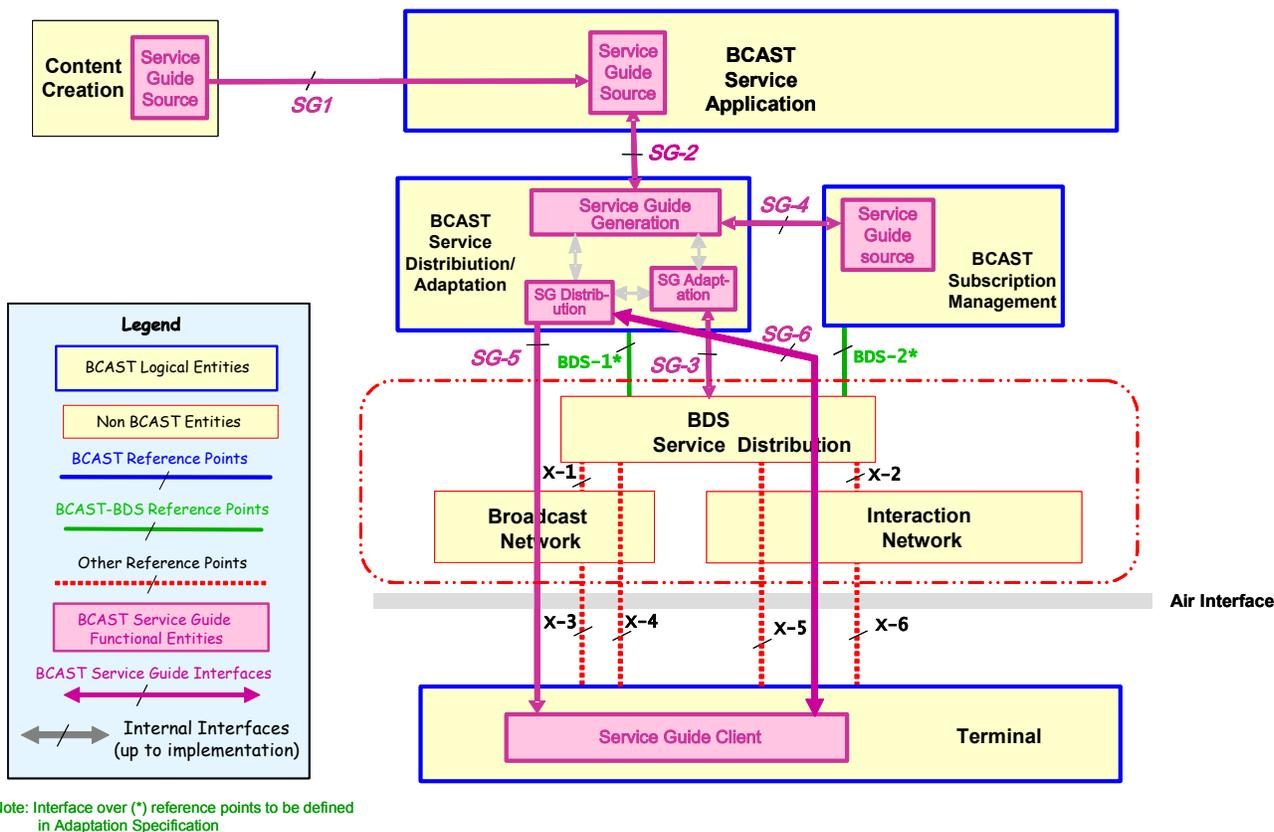 Content
Creation
Service
Guide
Source
SG1
Service
Guide
Source
BCAST
Service
Application
SG-2
BCAST
Service
Distribiution/
Adaptation
Service Guide
Generation
SG Distrib-
ution
SG Adapt-
ation
SG-4
Service
Guide
source
BCAST
Subscription
Management
SG-5
BDS-1*
SG-3
SG-6
BDS-2*
BDS
Service Distribution
X-1
X-2
Broadcast
Network
Interaction
Network
Air Interface
X-3
X-4
X-5
X-6
Service Guide Client
Terminal
Legend
BCAST Logical Entities
Non BCAST Entities
BCAST Reference Points
BCAST-BDS Reference Points
Other Reference Points
BCAST Service Guide
Functional Entities
BCAST Service Guide Interfaces
Internal Interfaces
(up to implementation)
Note: Interface over (*) reference points to be defined
in Adaptation Specification